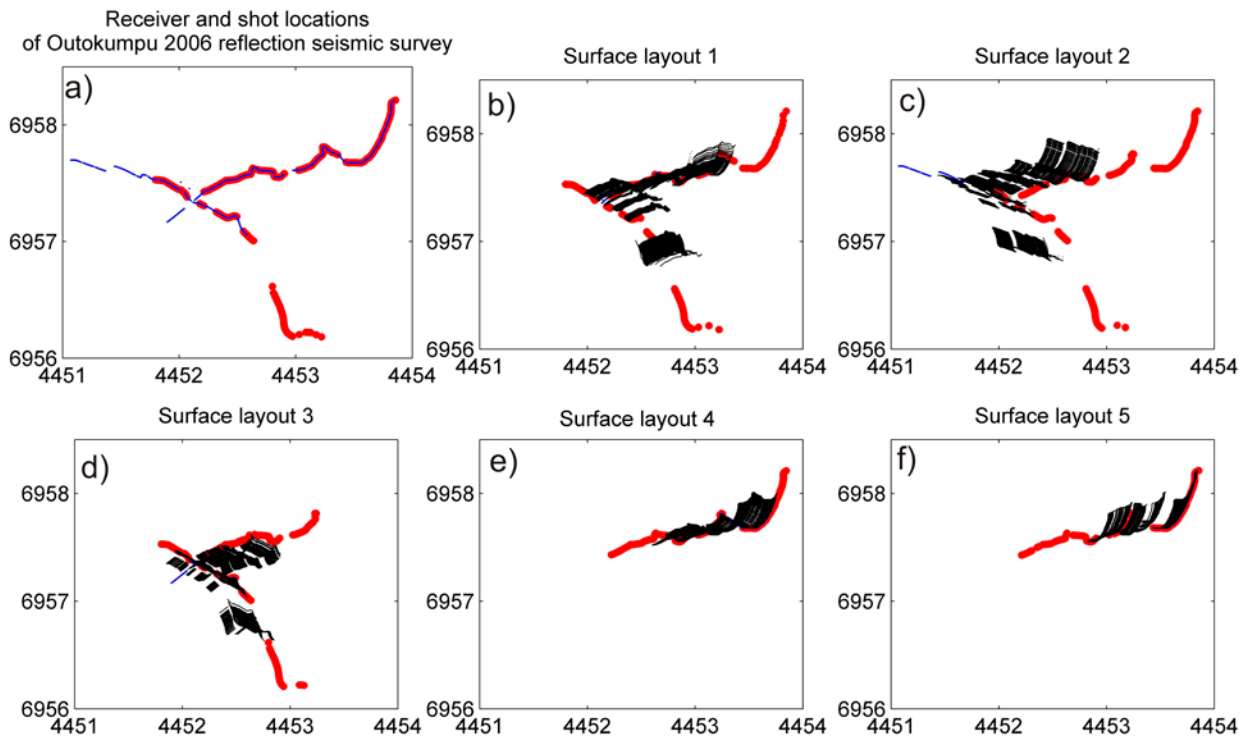 Receiver and shot locations
of Outokumpu 2006 reflection seismic survey
a)
6958
6957
6956
4451 4452 4453 4454
Surface layout 1
b)
6958
6957
6956
4451 4452 4453 4454
Surface layout 2
c)
6958
6957
6956
4451 4452 4453 4454
Surface layout 3
d)
6958
6957
6956
4451 4452 4453 4454
Surface layout 4
e)
6958
6957
6956
4451 4452 4453 4454
Surface layout 5
f)
6958
6957
6956
4451 4452 4453 4454